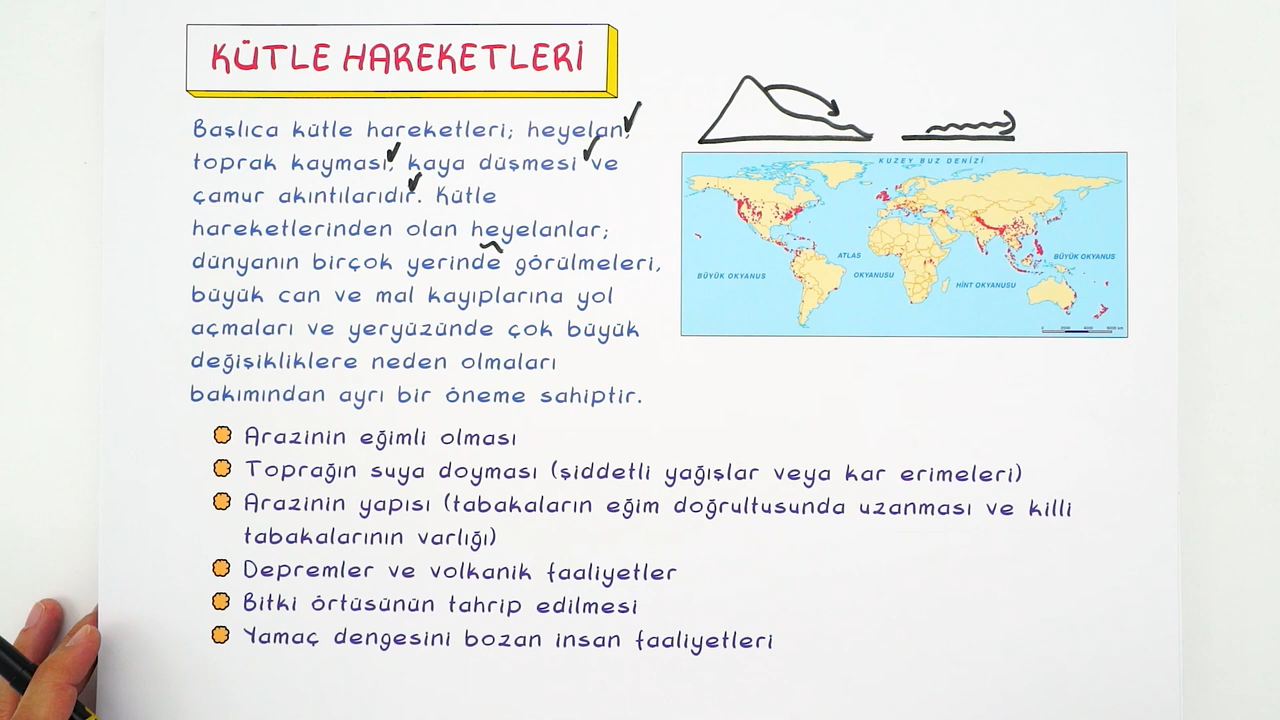 KÜTLE HAREKETLERİ
Başlıca kütle hareketleri; heyelan,
toprak kayması, kaya düşmesi ve
çamur akıntılarıdır. Kütle
hareketlerinden olan heyelanlar;
dünyanın birçok yerinde görülmeleri,
büyük can ve mal kayıplarına yol
açmaları ve yeryüzünde çok büyük
değişikliklere neden olmaları
bakımından ayrı bir öneme sahiptir.
KUZEY BUZ DENİZİ
ATLAS
OKYANUSU
BÜYÜK OKYANUS
HİNT OKYANUSU
BÜYÜK OKYANUS
Arazinin eğimli olması
Toprağın suya doyması (şiddetli yağışlar veya kar erimeleri)
Arazinin yapısı (tabakaların eğim doğrultusunda uzanması ve killi
tabakalarının varlığı)
Depremler ve volkanik faaliyetler
Bitki örtüsünün tahrip edilmesi
Yamaç dengesini bozan insan faaliyetleri